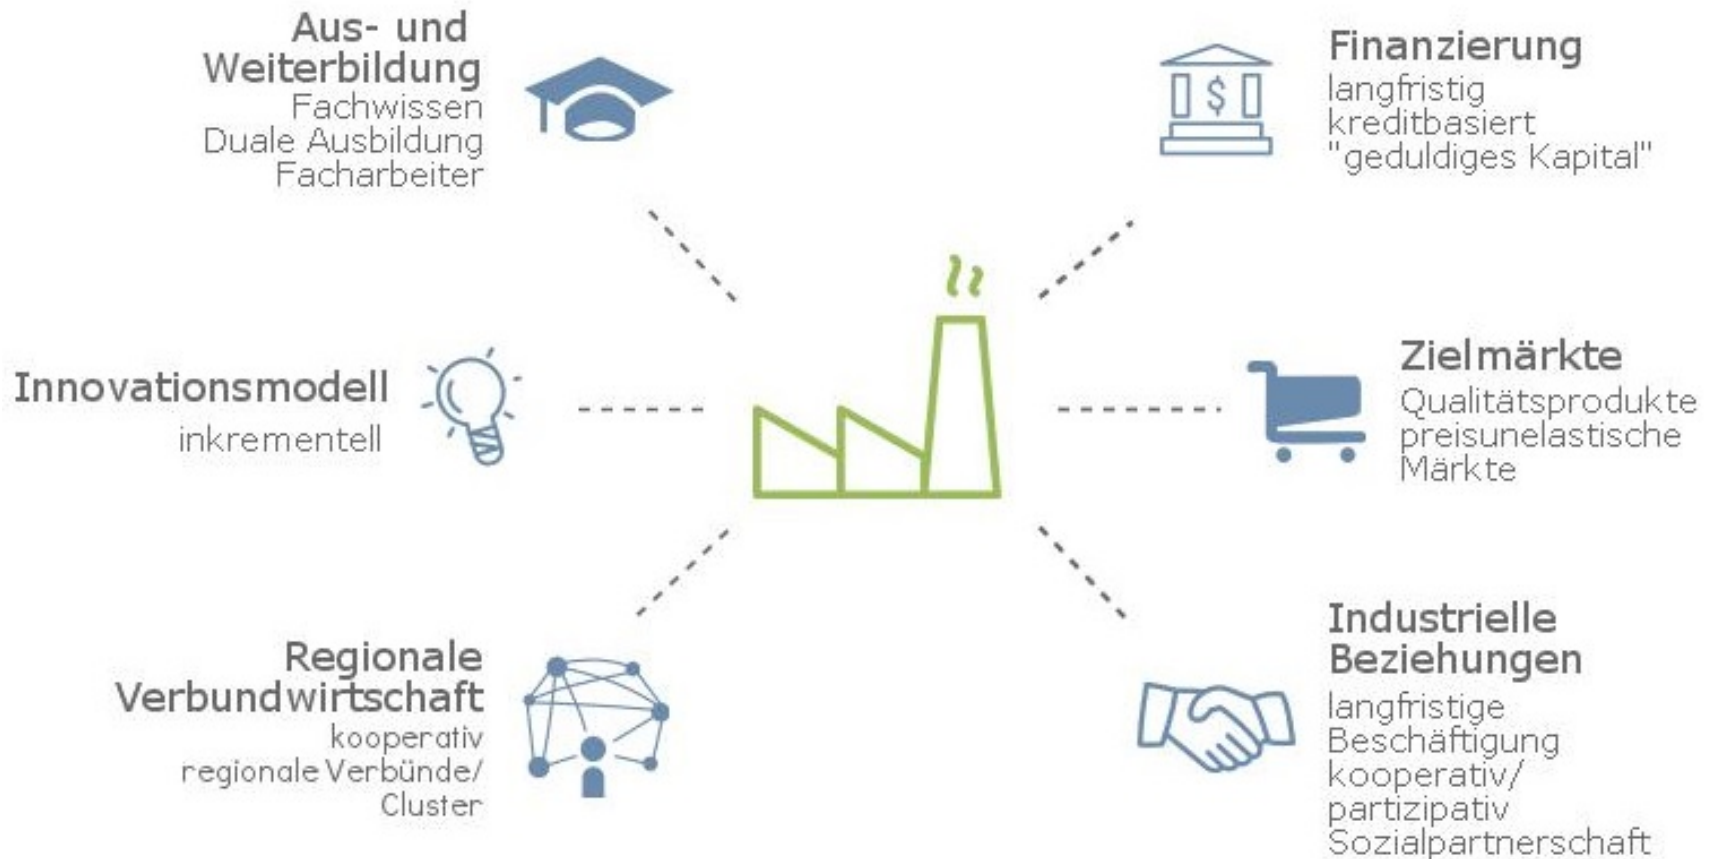 Aus- und
Weiterbildung
Fachwissen
Duale Ausbildung
Facharbeiter
Finanzierung
langfristig
kreditbasiert
"geduldiges Kapital"
$
Innovationsmodell
inkrementell
Zielmärkte
Qualitätsprodukte
preisunelastische
Märkte
Regionale
Verbundwirtschaft
kooperativ
regionale Verbünde/
Cluster
Industrielle
Beziehungen
langfristige
Beschäftigung
kooperativ/
partizipativ
Sozialpartnerschaft